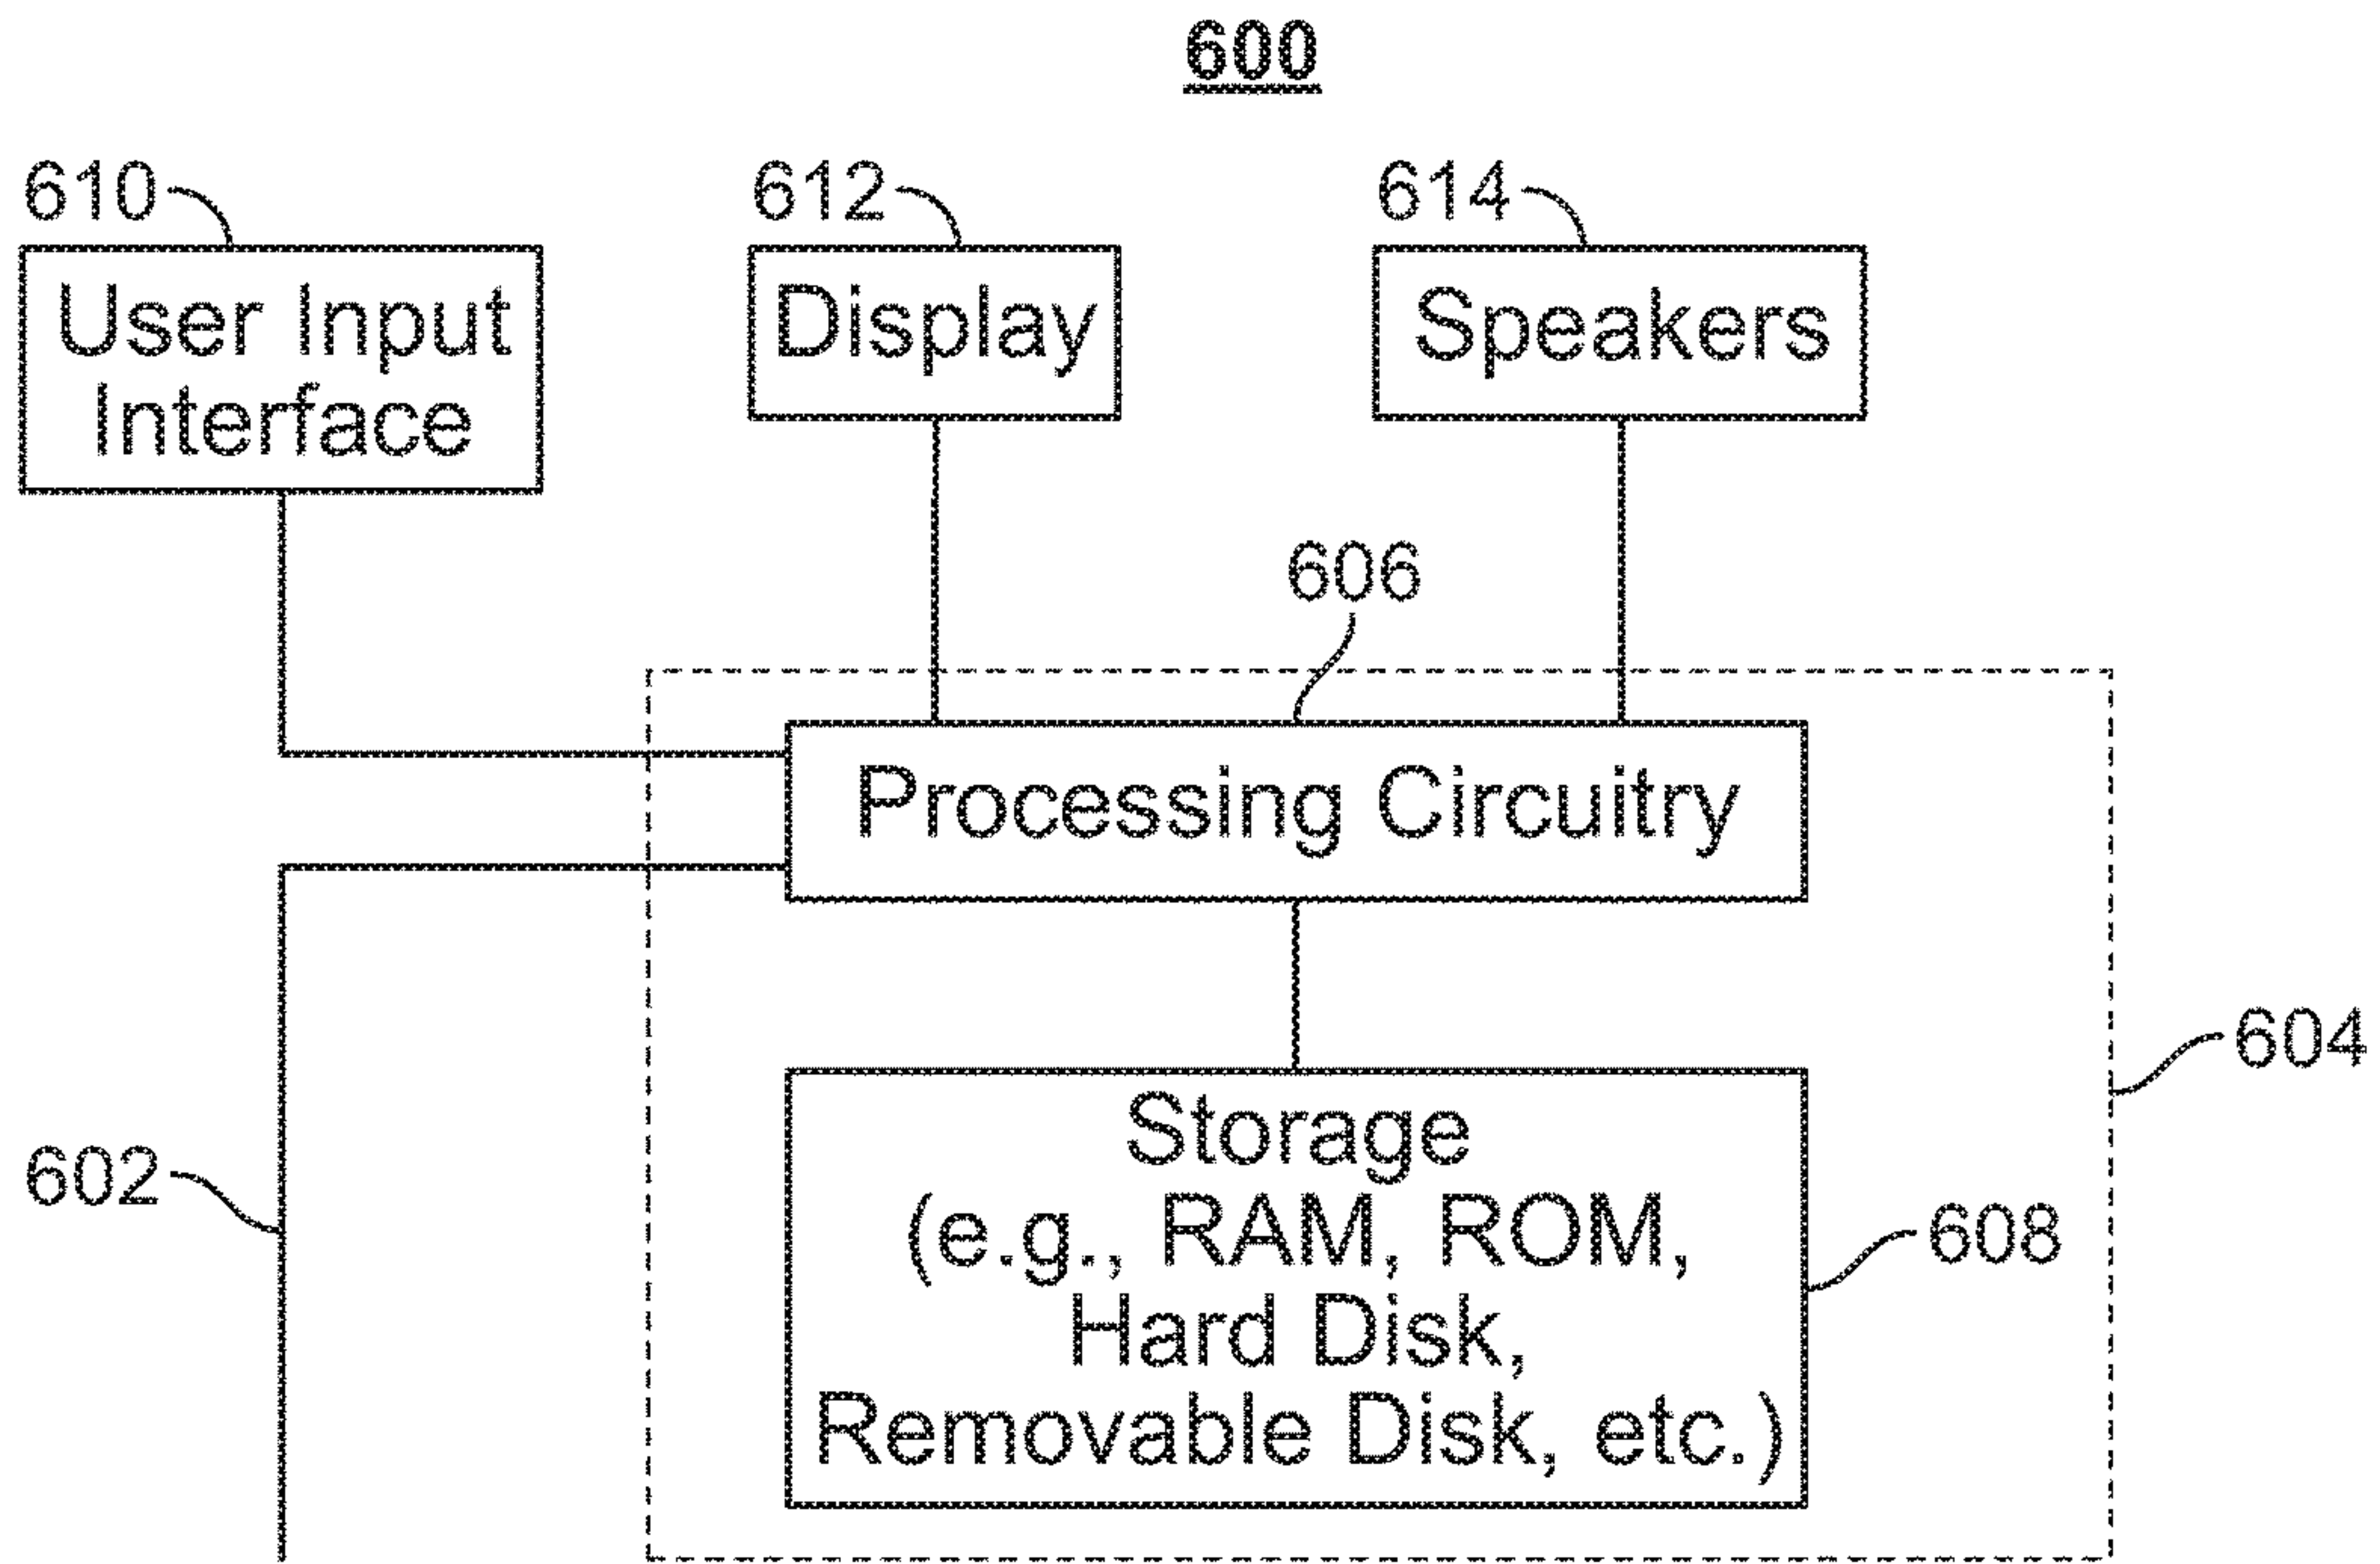 600
610
612
614
User Input
Interface
Display
Speakers
606
Processing Circuitry
604
602
Storage
(e.g., RAM, ROM,
Hard Disk,
Removable Disk, etc.)
608